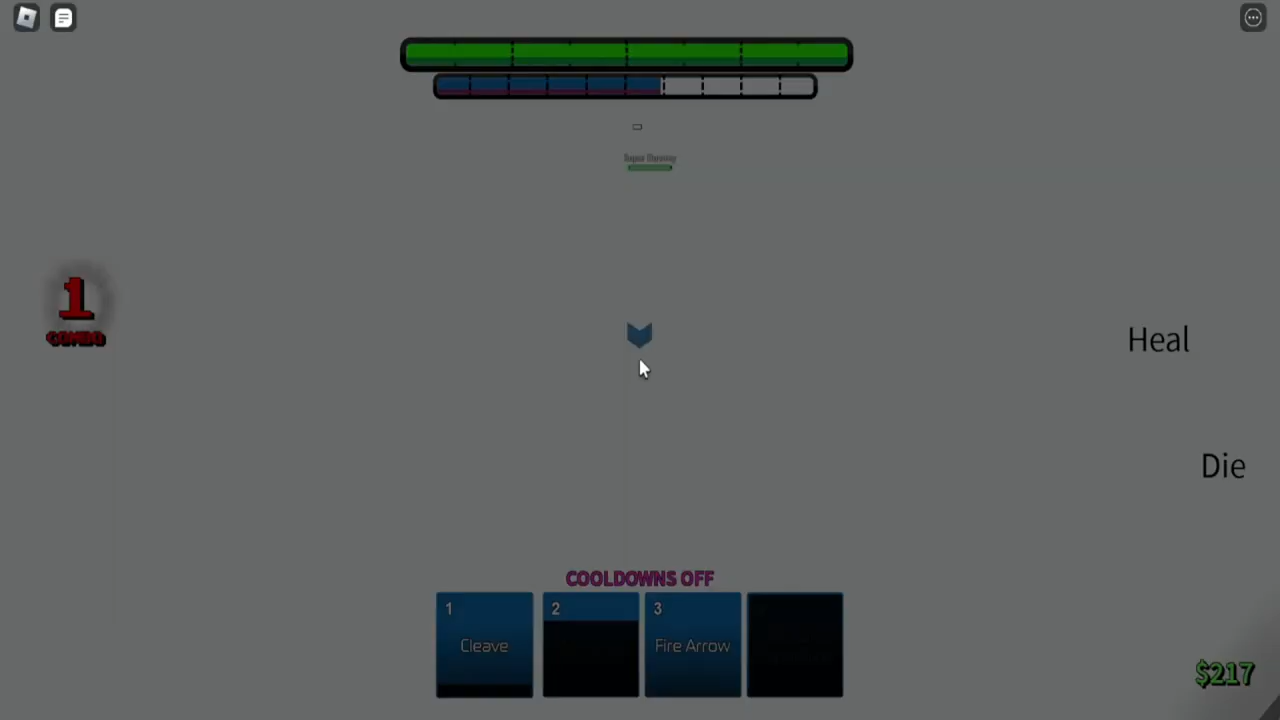 1
COMBO
Heal
Die
COOLDOWNS OFF
1
Cleave
2
3
Fire Arrow
$217